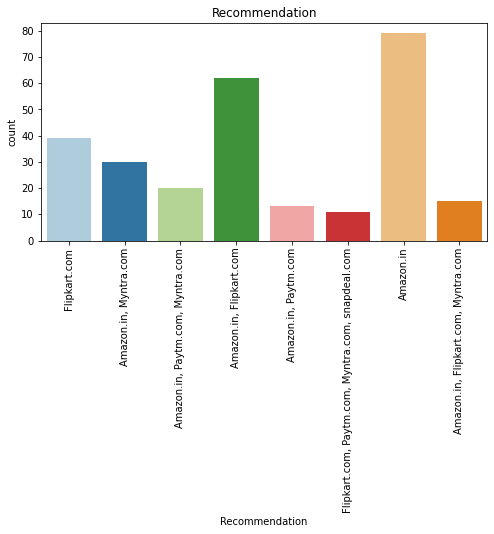 Recommendation
80
70
60
50
40
30
20
10
0
count
Flipkart.com
Amazon.in, Myntra.com
Amazon.in, Paytm.com, Myntra.com
Amazon.in, Flipkart.com
Amazon.in, Paytm.com
Flipkart.com, Paytm.com, Myntra.com, snapdeal.com
Amazon.in
Amazon.in, Flipkart.com, Myntra.com
Recommendation